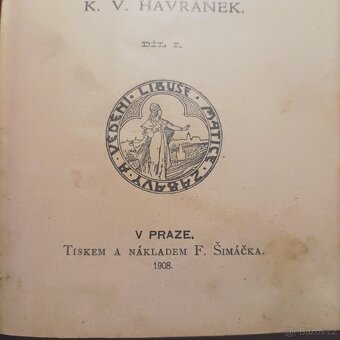 K. V. HAVRÁNEK.
DÍL I.
LIBUŠE, MATICE ZÁBAVY A VĚDĚNÍ
V PRAZE.
TISKEM A NÁKLADEM F. ŠIMÁČKA.
1908.